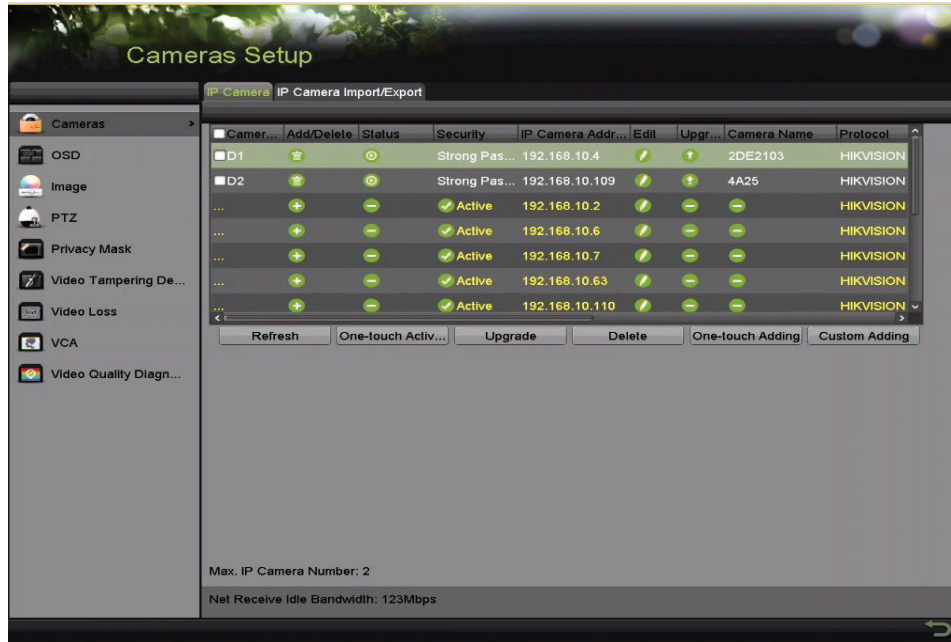 Cameras Setup
IP Camera IP Camera Import/Export
Cameras
OSD
Image
PTZ
Privacy Mask
Video Tampering De...
Video Loss
VCA
Video Quality Diagn...
Camer... Add/Delete Status Security IP Camera Addr... Edit Upgr... Camera Name Protocol
D1 Strong Pas... 192.168.10.4 2DE2103 HIKVISION
D2 Strong Pas... 192.168.10.109 4A25 HIKVISION
... Active 192.168.10.2 HIKVISION
... Active 192.168.10.6 HIKVISION
... Active 192.168.10.7 HIKVISION
... Active 192.168.10.63 HIKVISION
... Active 192.168.10.110 HIKVISION
Refresh One-touch Activ... Upgrade Delete One-touch Adding Custom Adding
Max. IP Camera Number: 2
Net Receive Idle Bandwidth: 123Mbps